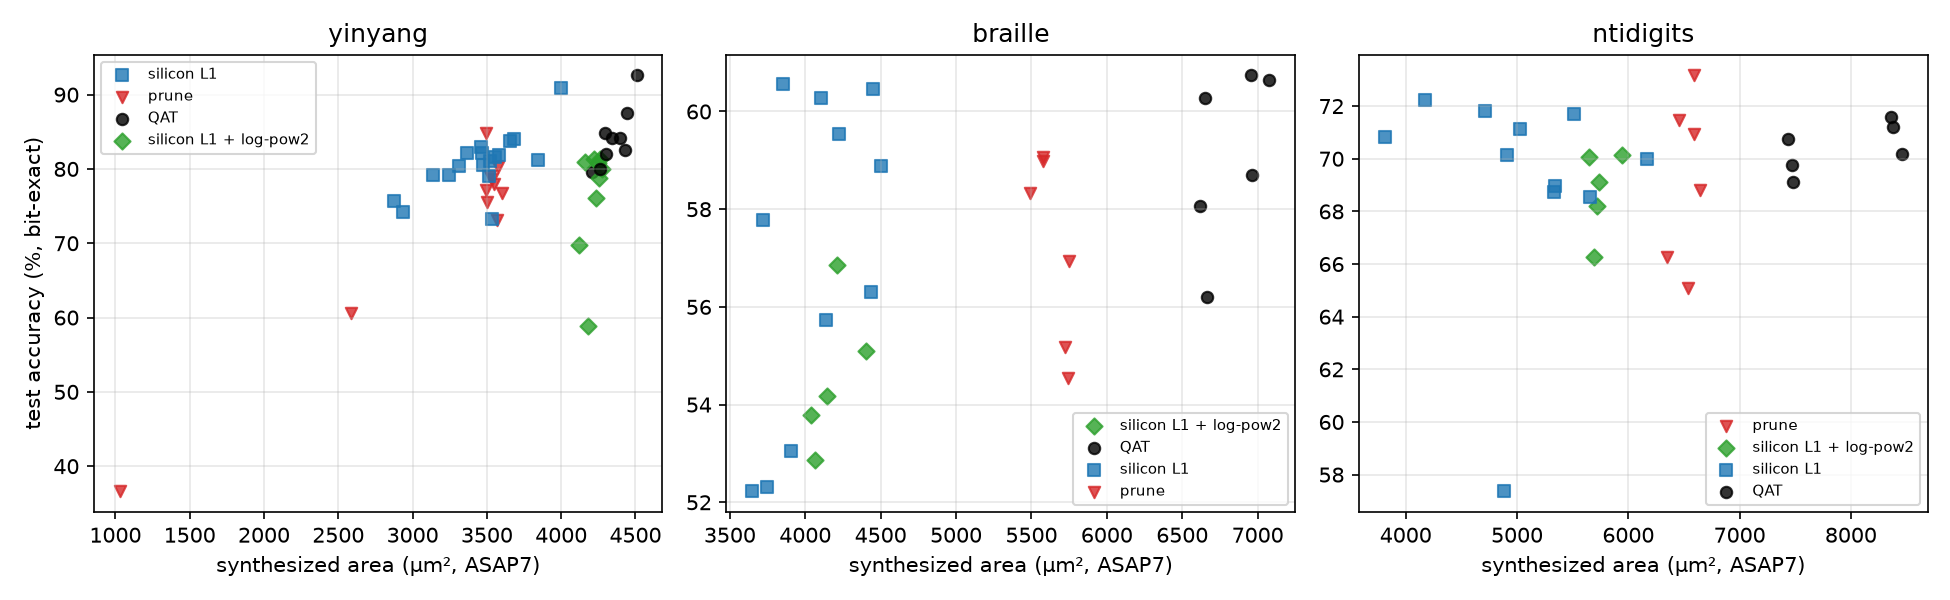 yinyang
braille
ntidigits
test accuracy (%, bit-exact)
90
80
70
60
50
40
silicon L1
prune
QAT
silicon L1 + log-pow2
1000 1500 2000 2500 3000 3500 4000 4500
synthesized area (µm², ASAP7)
60
58
56
54
52
silicon L1 + log-pow2
QAT
silicon L1
prune
3500 4000 4500 5000 5500 6000 6500 7000
synthesized area (µm², ASAP7)
72
70
68
66
64
62
60
58
prune
silicon L1 + log-pow2
silicon L1
QAT
4000 5000 6000 7000 8000
synthesized area (µm², ASAP7)